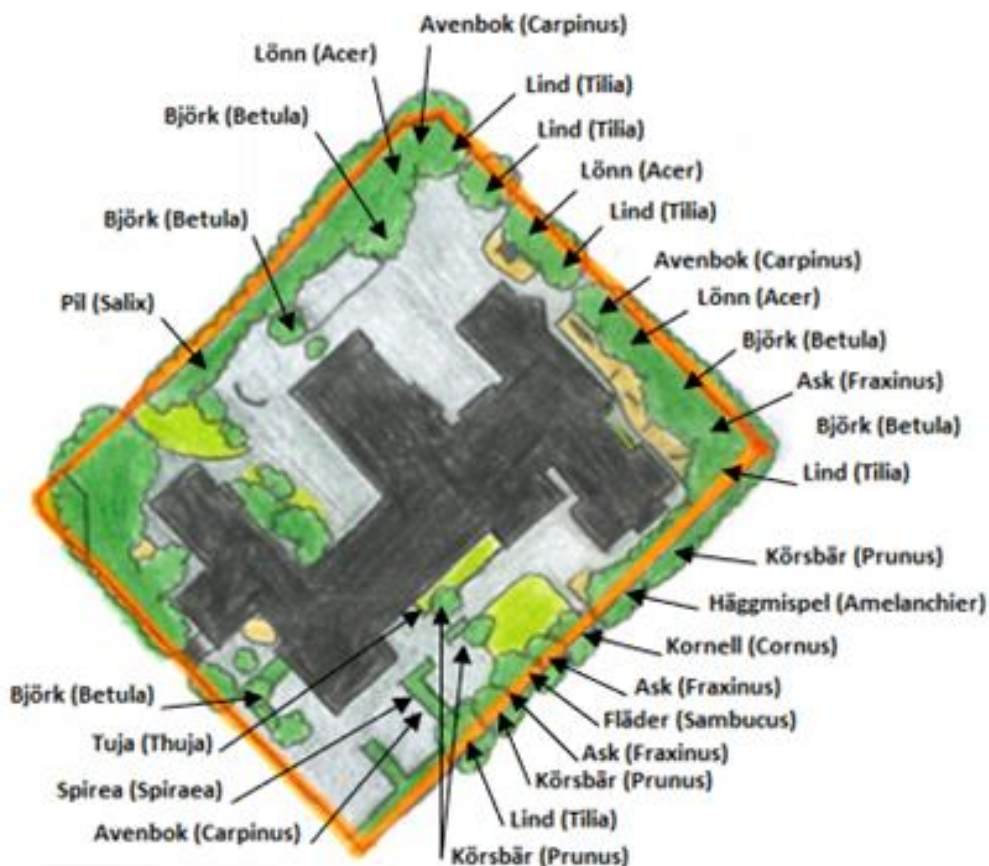 Avenbok (Carpinus)
Lönn (Acer)
Lind (Tilia)
Björk (Betula)
Lind (Tilia)
Lönn (Acer)
Björk (Betula)
Lind (Tilia)
Avenbok (Carpinus)
Pil (Salix)
Lönn (Acer)
Björk (Betula)
Ask (Fraxinus)
Björk (Betula)
Lind (Tilia)
Körsbär (Prunus)
Häggmispel (Amelanchier)
Kornell (Cornus)
Ask (Fraxinus)
Björk (Betula)
Fläder (Sambucus)
Tuja (Thuja)
Ask (Fraxinus)
Körsbär (Prunus)
Spirea (Spiraea)
Lind (Tilia)
Avenbok (Carpinus)
Körsbär (Prunus)